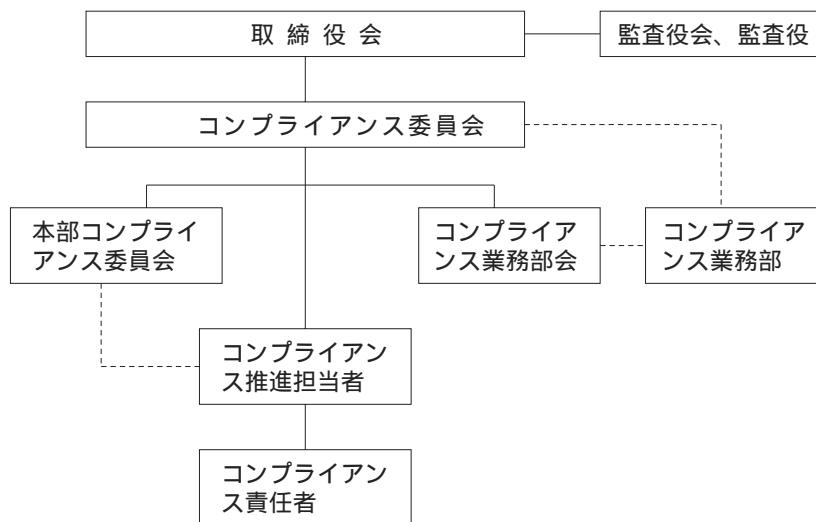 取締役会
監査役会、監査役
コンプライアンス委員会
本部コンプライ
アンス委員会
コンプライア
ンス業務部会
コンプライア
ンス業務部
コンプライアン
ス推進担当者
コンプライアン
ス責任者